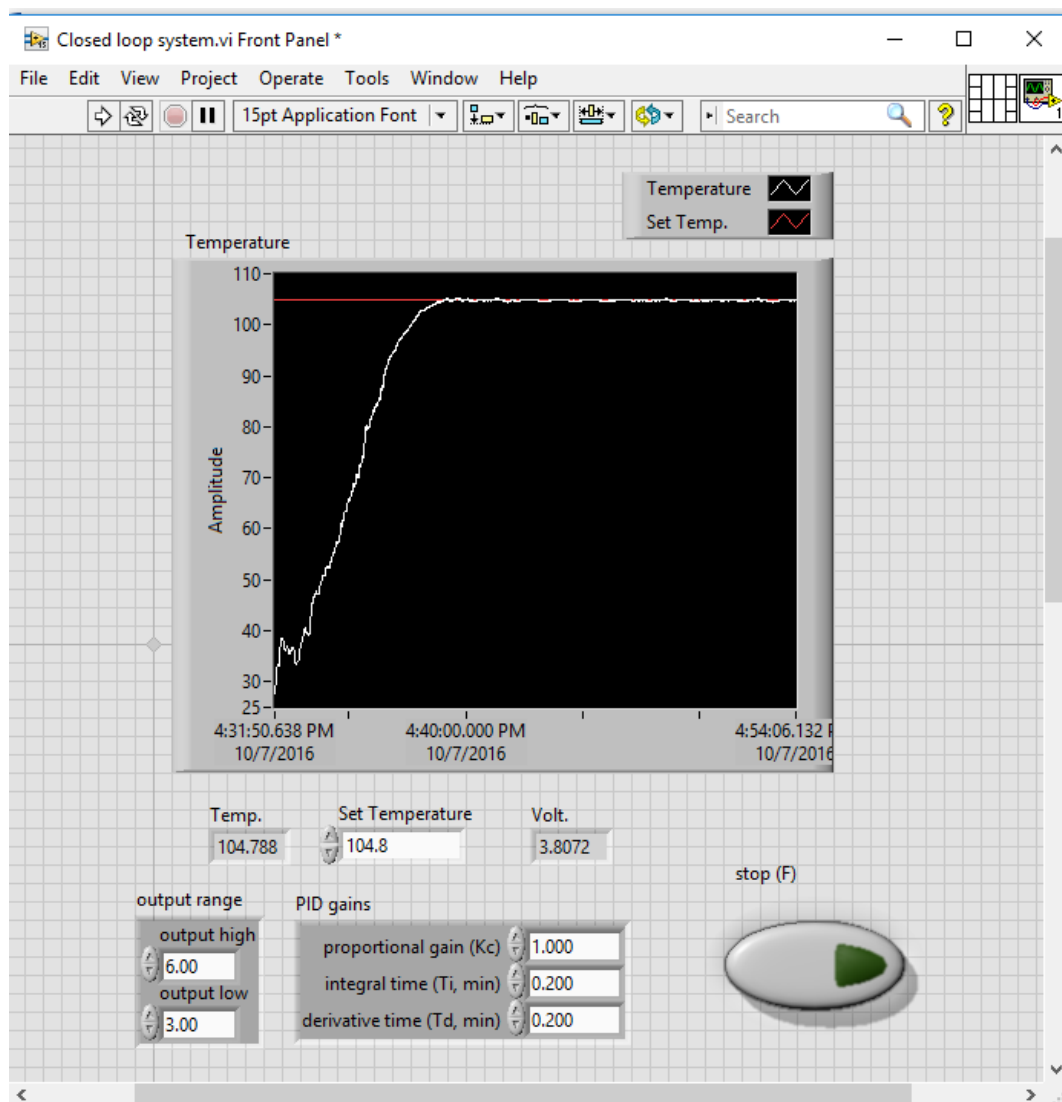 Closed loop system.vi Front Panel *
File Edit View Project Operate Tools Window Help
15pt Application Font
Search
?
1
Temperature
Set Temp.
Temperature
110
100
90
80
70
60
50
40
30
25
Amplitude
4:31:50.638 PM 4:40:00.000 PM 4:54:06.132
10/7/2016 10/7/2016 10/7/2016
Temp. Set Temperature Volt.
104.788 104.8 3.8072
stop (F)
output range PID gains
output high
6.00
output low
3.00
proportional gain (Kc) 1.000
integral time (Ti, min) 0.200
derivative time (Td, min) 0.200